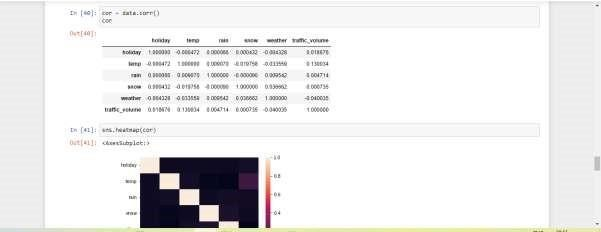 In [40]: cor = data.corr()
cor
Out[40]:
holiday temp rain snow weather traffic_volume
holiday 1.000000 -0.000472 0.000066 0.000432 -0.004328 0.018676
temp -0.000472 1.000000 0.009070 -0.019758 -0.033559 0.130034
rain 0.000066 0.009070 1.000000 -0.000090 0.009542 0.004714
snow 0.000432 -0.019758 -0.000090 1.000000 0.036662 0.000735
weather -0.004328 -0.033559 0.009542 0.036662 1.000000 -0.040035
traffic_volume 0.018676 0.130034 0.004714 0.000735 -0.040035 1.000000
In [41]: sns.heatmap(cor)
Out[41]: <AxesSubplot:>
holiday
temp
rain
snow
1.0
0.8
0.6
0.4